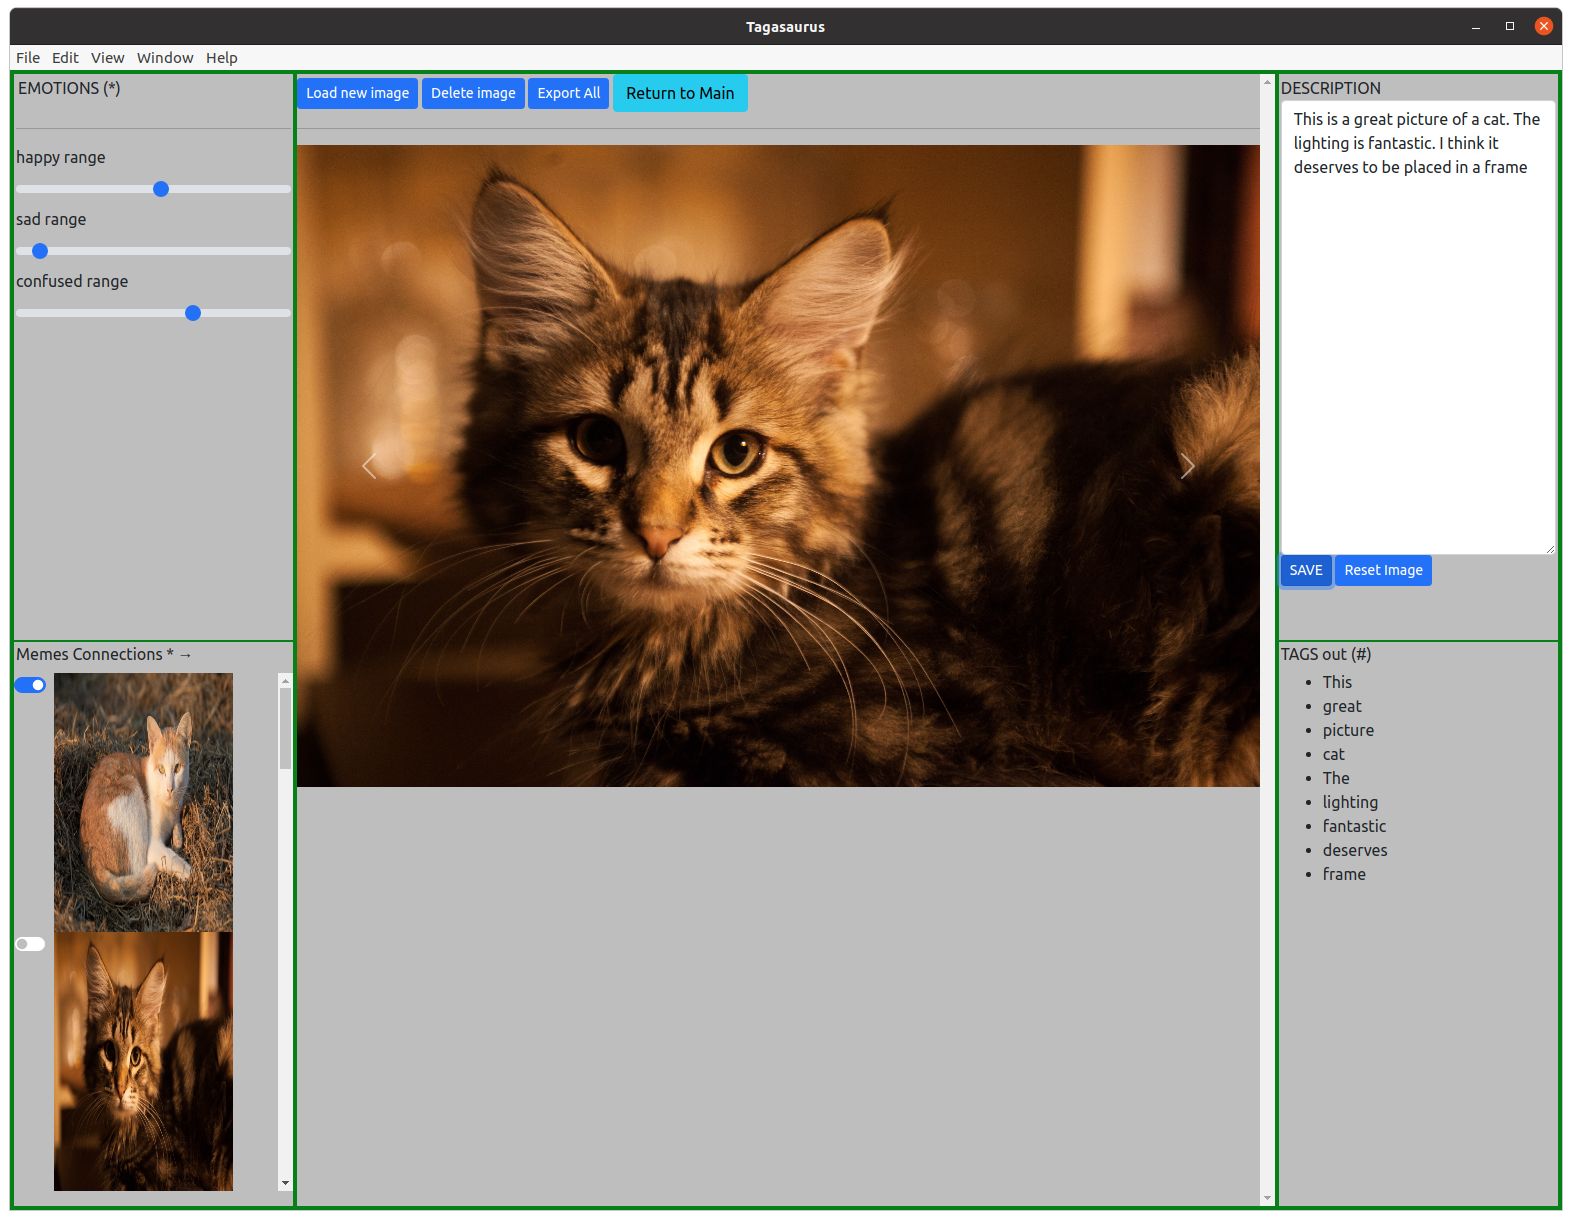 Tagasaurus
File Edit View Window Help
EMOTIONS (*)
happy range
sad range
confused range
Memes Connections * →
Load new image Delete image Export All Return to Main
DESCRIPTION
This is a great picture of a cat. The
lighting is fantastic. I think it
deserves to be placed in a frame
SAVE Reset Image
TAGS out (#)
This
great
picture
cat
The
lighting
fantastic
deserves
frame